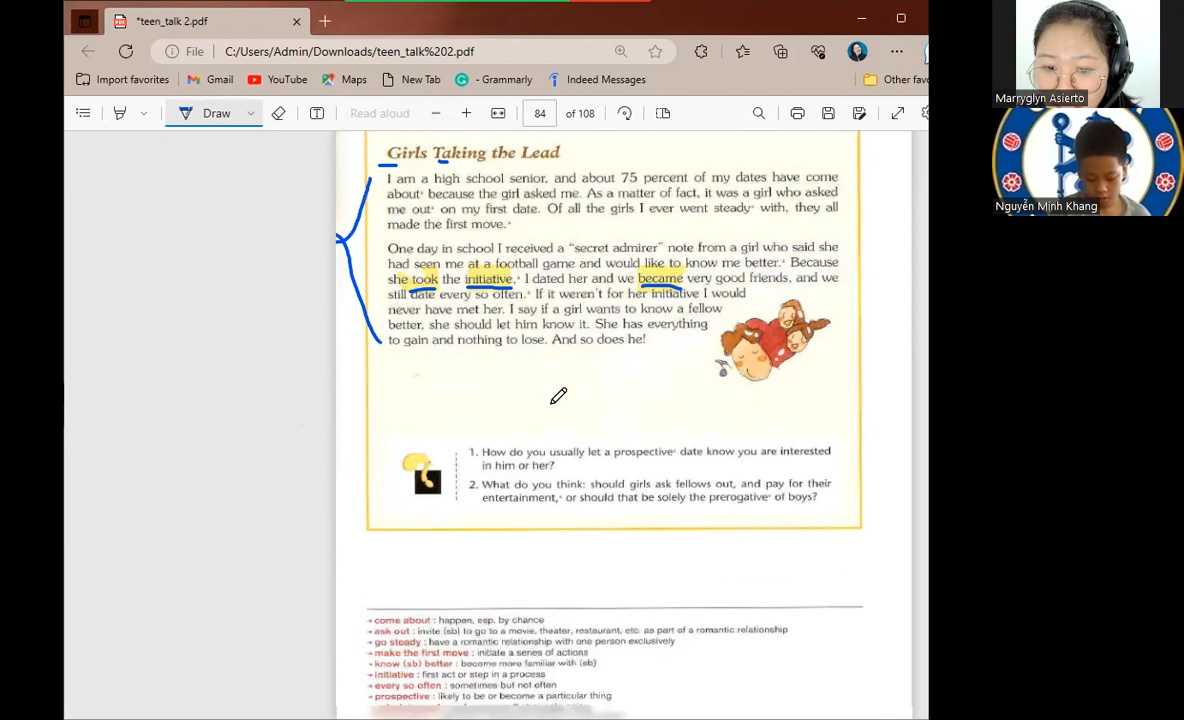 *teen_talk 2.pdf
File C:/Users/Admin/Downloads/teen_talk%202.pdf
Import favorites Gmail YouTube Maps New Tab - Grammarly Indeed Messages Other favo
Draw Read aloud 84 of 108
Marryglyn Asierto
Nguyễn Minh Khang
Girls Taking the Lead
I am a high school senior, and about 75 percent of my dates have come
about because the girl asked me. As a matter of fact, it was a girl who asked
me out on my first date. Of all the girls I ever went steady with, they all
made the first move.
One day in school I received a “secret admirer” note from a girl who said she
had seen me at a football game and would like to know me better. Because
she took the initiative, I dated her and we became very good friends, and we
still date every so often. If it weren't for her initiative I would
never have met her. I say if a girl wants to know a fellow
better, she should let him know it. She has everything
to gain and nothing to lose. And so does he!
1. How do you usually let a prospective date know you are interested
in him or her?
2. What do you think: should girls ask fellows out, and pay for their
entertainment, or should that be solely the prerogative of boys?
come about : happen, esp. by chance
ask out : invite (sb) to go to a movie, theater, restaurant, etc. as part of a romantic relationship
go steady : have a romantic relationship with one person exclusively
make the first move : initiate a series of actions
know (sb) better : become more familiar with (sb)
initiative : first act or step in a process
every so often : sometimes but not often
prospective : likely to be or become a particular thing